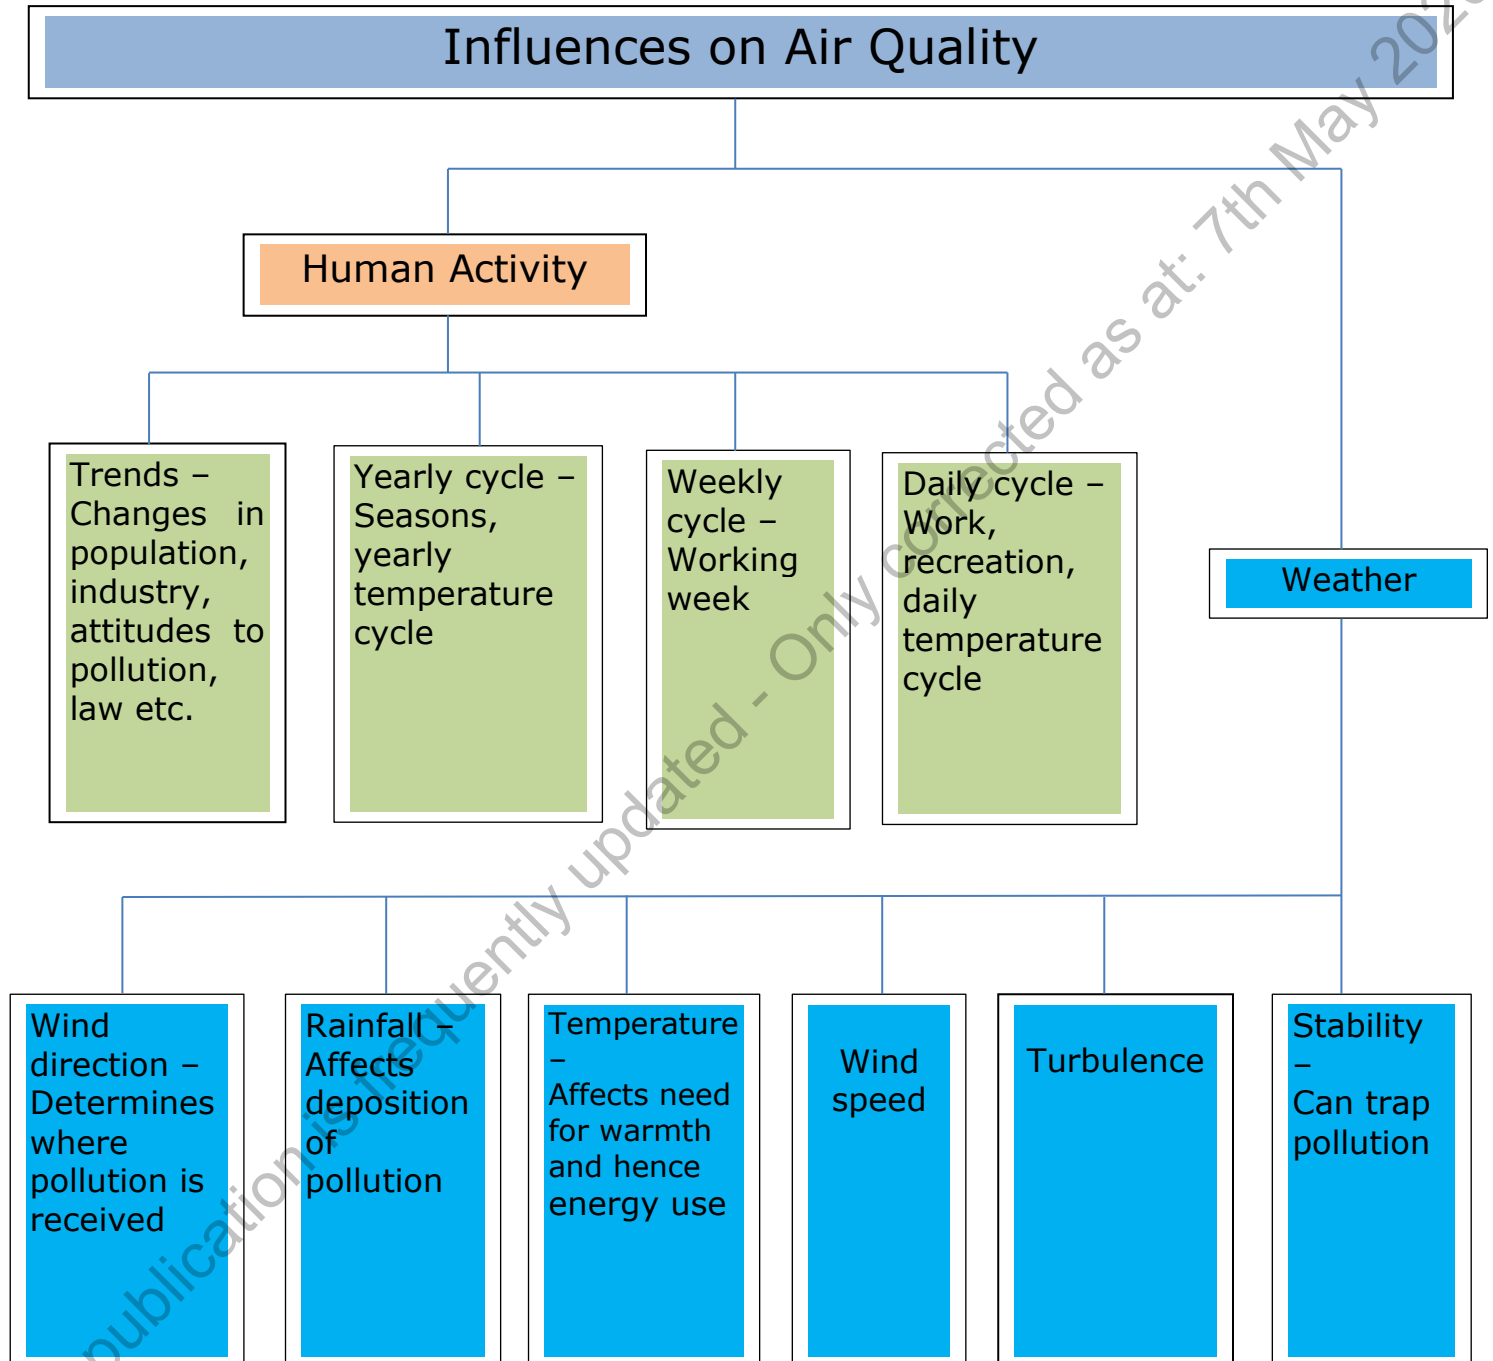 Influences on Air Quality
Human Activity
Trends –
Changes in
population,
industry,
attitudes to
pollution,
law etc.
Yearly cycle –
Seasons,
yearly
temperature
cycle
Weekly
cycle –
Working
week
Daily cycle –
Work,
recreation,
daily
temperature
cycle
Weather
Wind
direction –
Determines
where
pollution is
received
Rainfall –
Affects
deposition
of
pollution
Temperature
–
Affects need
for warmth
and hence
energy use
Wind
speed
Turbulence
Stability
–
Can trap
pollution
publication is frequently updated - Only corrected as at: 7th May